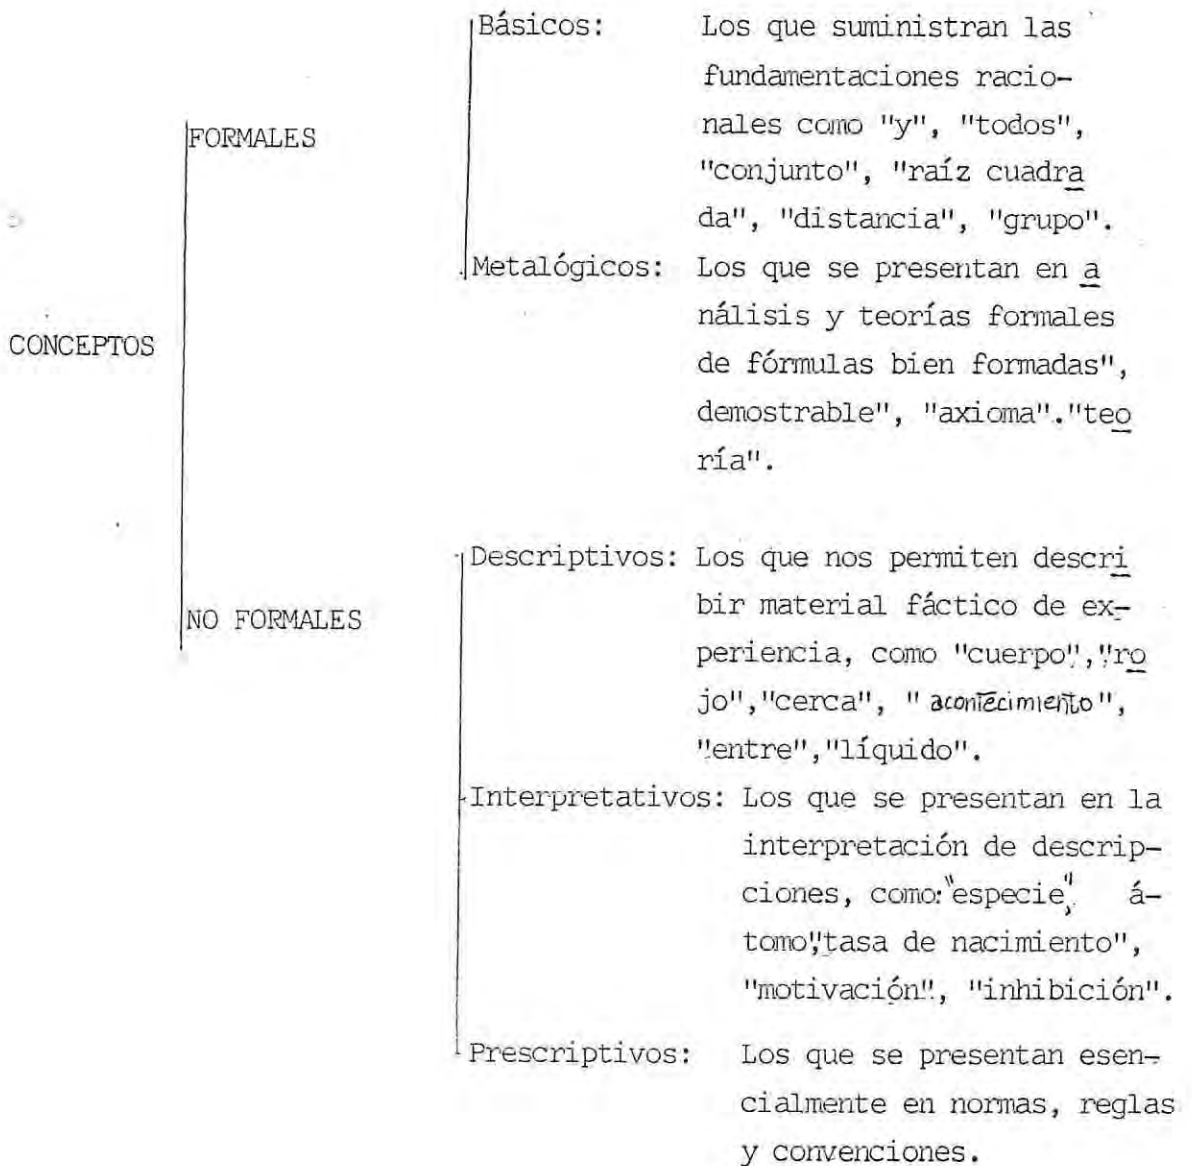 CONCEPTOS
FORMALES
Básicos: Los que suministran las
fundamentaciones racio-
nales como "y", "todos",
"conjunto", "raíz cuadra
da", "distancia", "grupo".
Metalógicos: Los que se presentan en a
nálisis y teorías formales
de fórmulas bien formadas",
demostrable", "axioma"."teo
ría".
NO FORMALES
Descriptivos: Los que nos permiten descri
bir material fáctico de ex-
periencia, como "cuerpo","ro
jo","cerca", "acontecimiento",
"entre","líquido".
Interpretativos: Los que se presentan en la
interpretación de descrip-
ciones, como:"especie", á-
tomo","tasa de nacimiento",
"motivación", "inhibición".
Prescriptivos: Los que se presentan esen-
cialmente en normas, reglas
y convenciones.